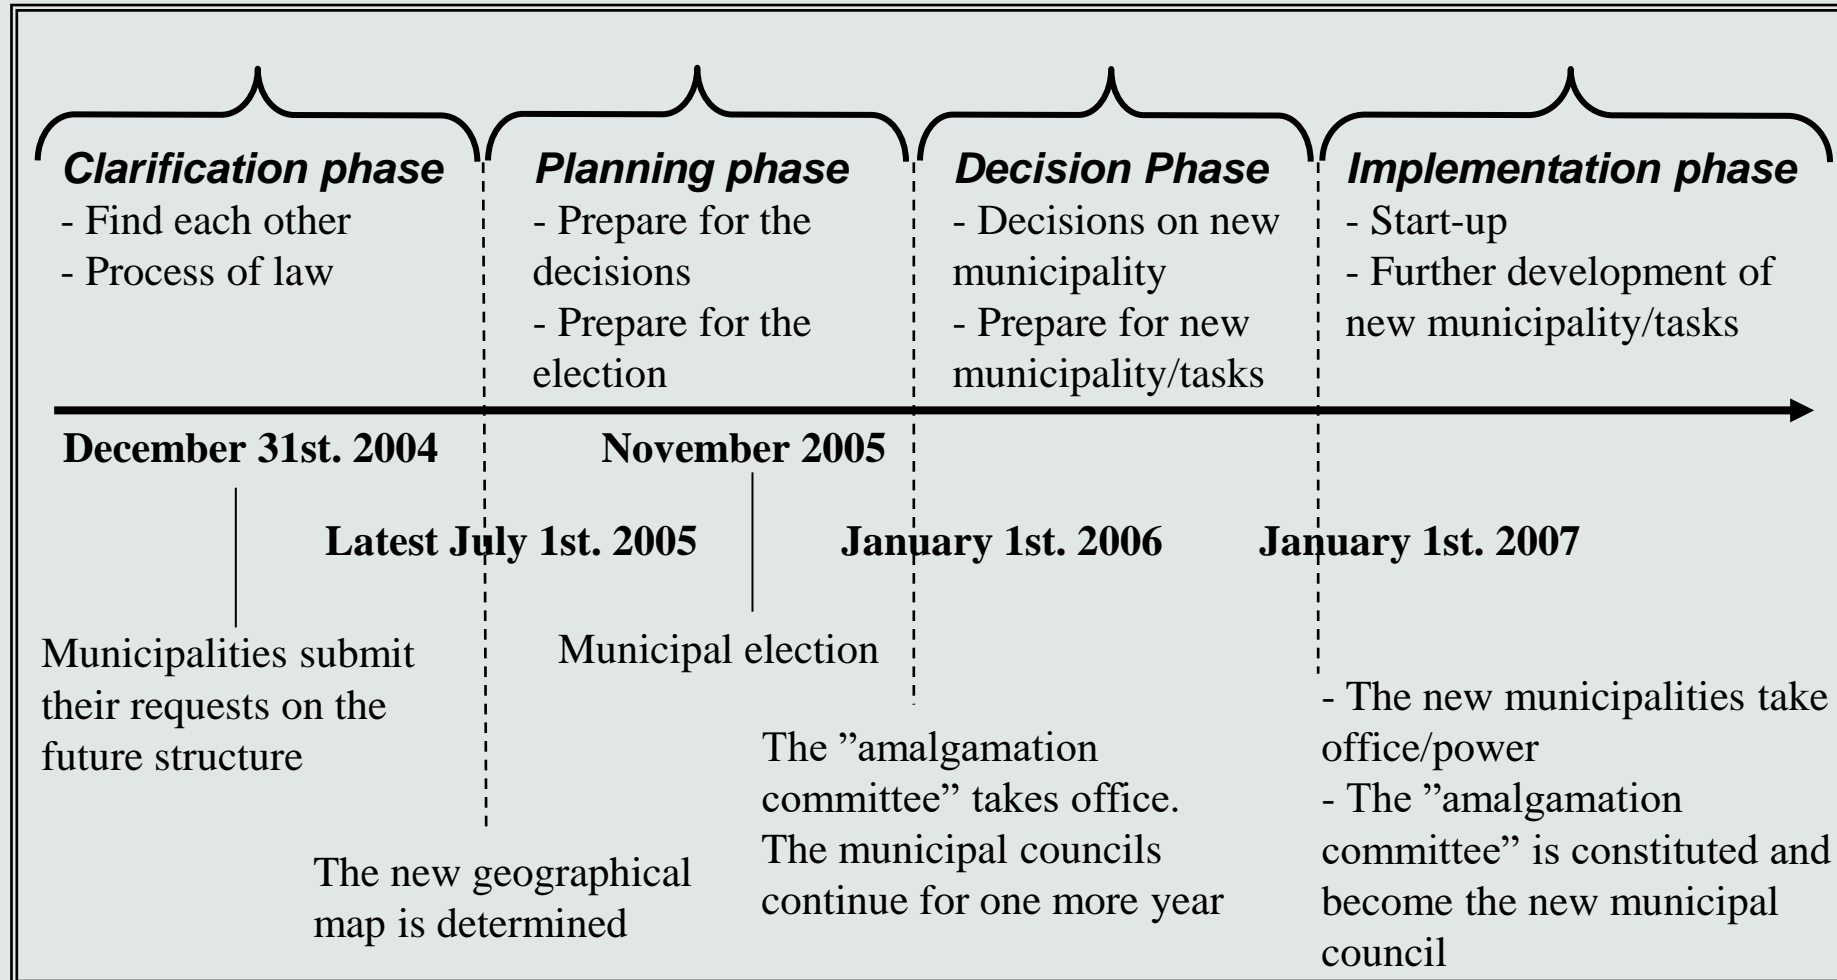 Clarification phase
- Find each other
- Process of law
Planning phase
- Prepare for the
decisions
- Prepare for the
election
Decision Phase
- Decisions on new
municipality
- Prepare for new
municipality/tasks
Implementation phase
- Start-up
- Further development of
new municipality/tasks
December 31st. 2004
November 2005
Latest July 1st. 2005
January 1st. 2006
January 1st. 2007
Municipalities submit
their requests on the
future structure
Municipal election
The new geographical
map is determined
The ”amalgamation
committee” takes office.
The municipal councils
continue for one more year
- The new municipalities take
office/power
- The ”amalgamation
committee” is constituted and
become the new municipal
council